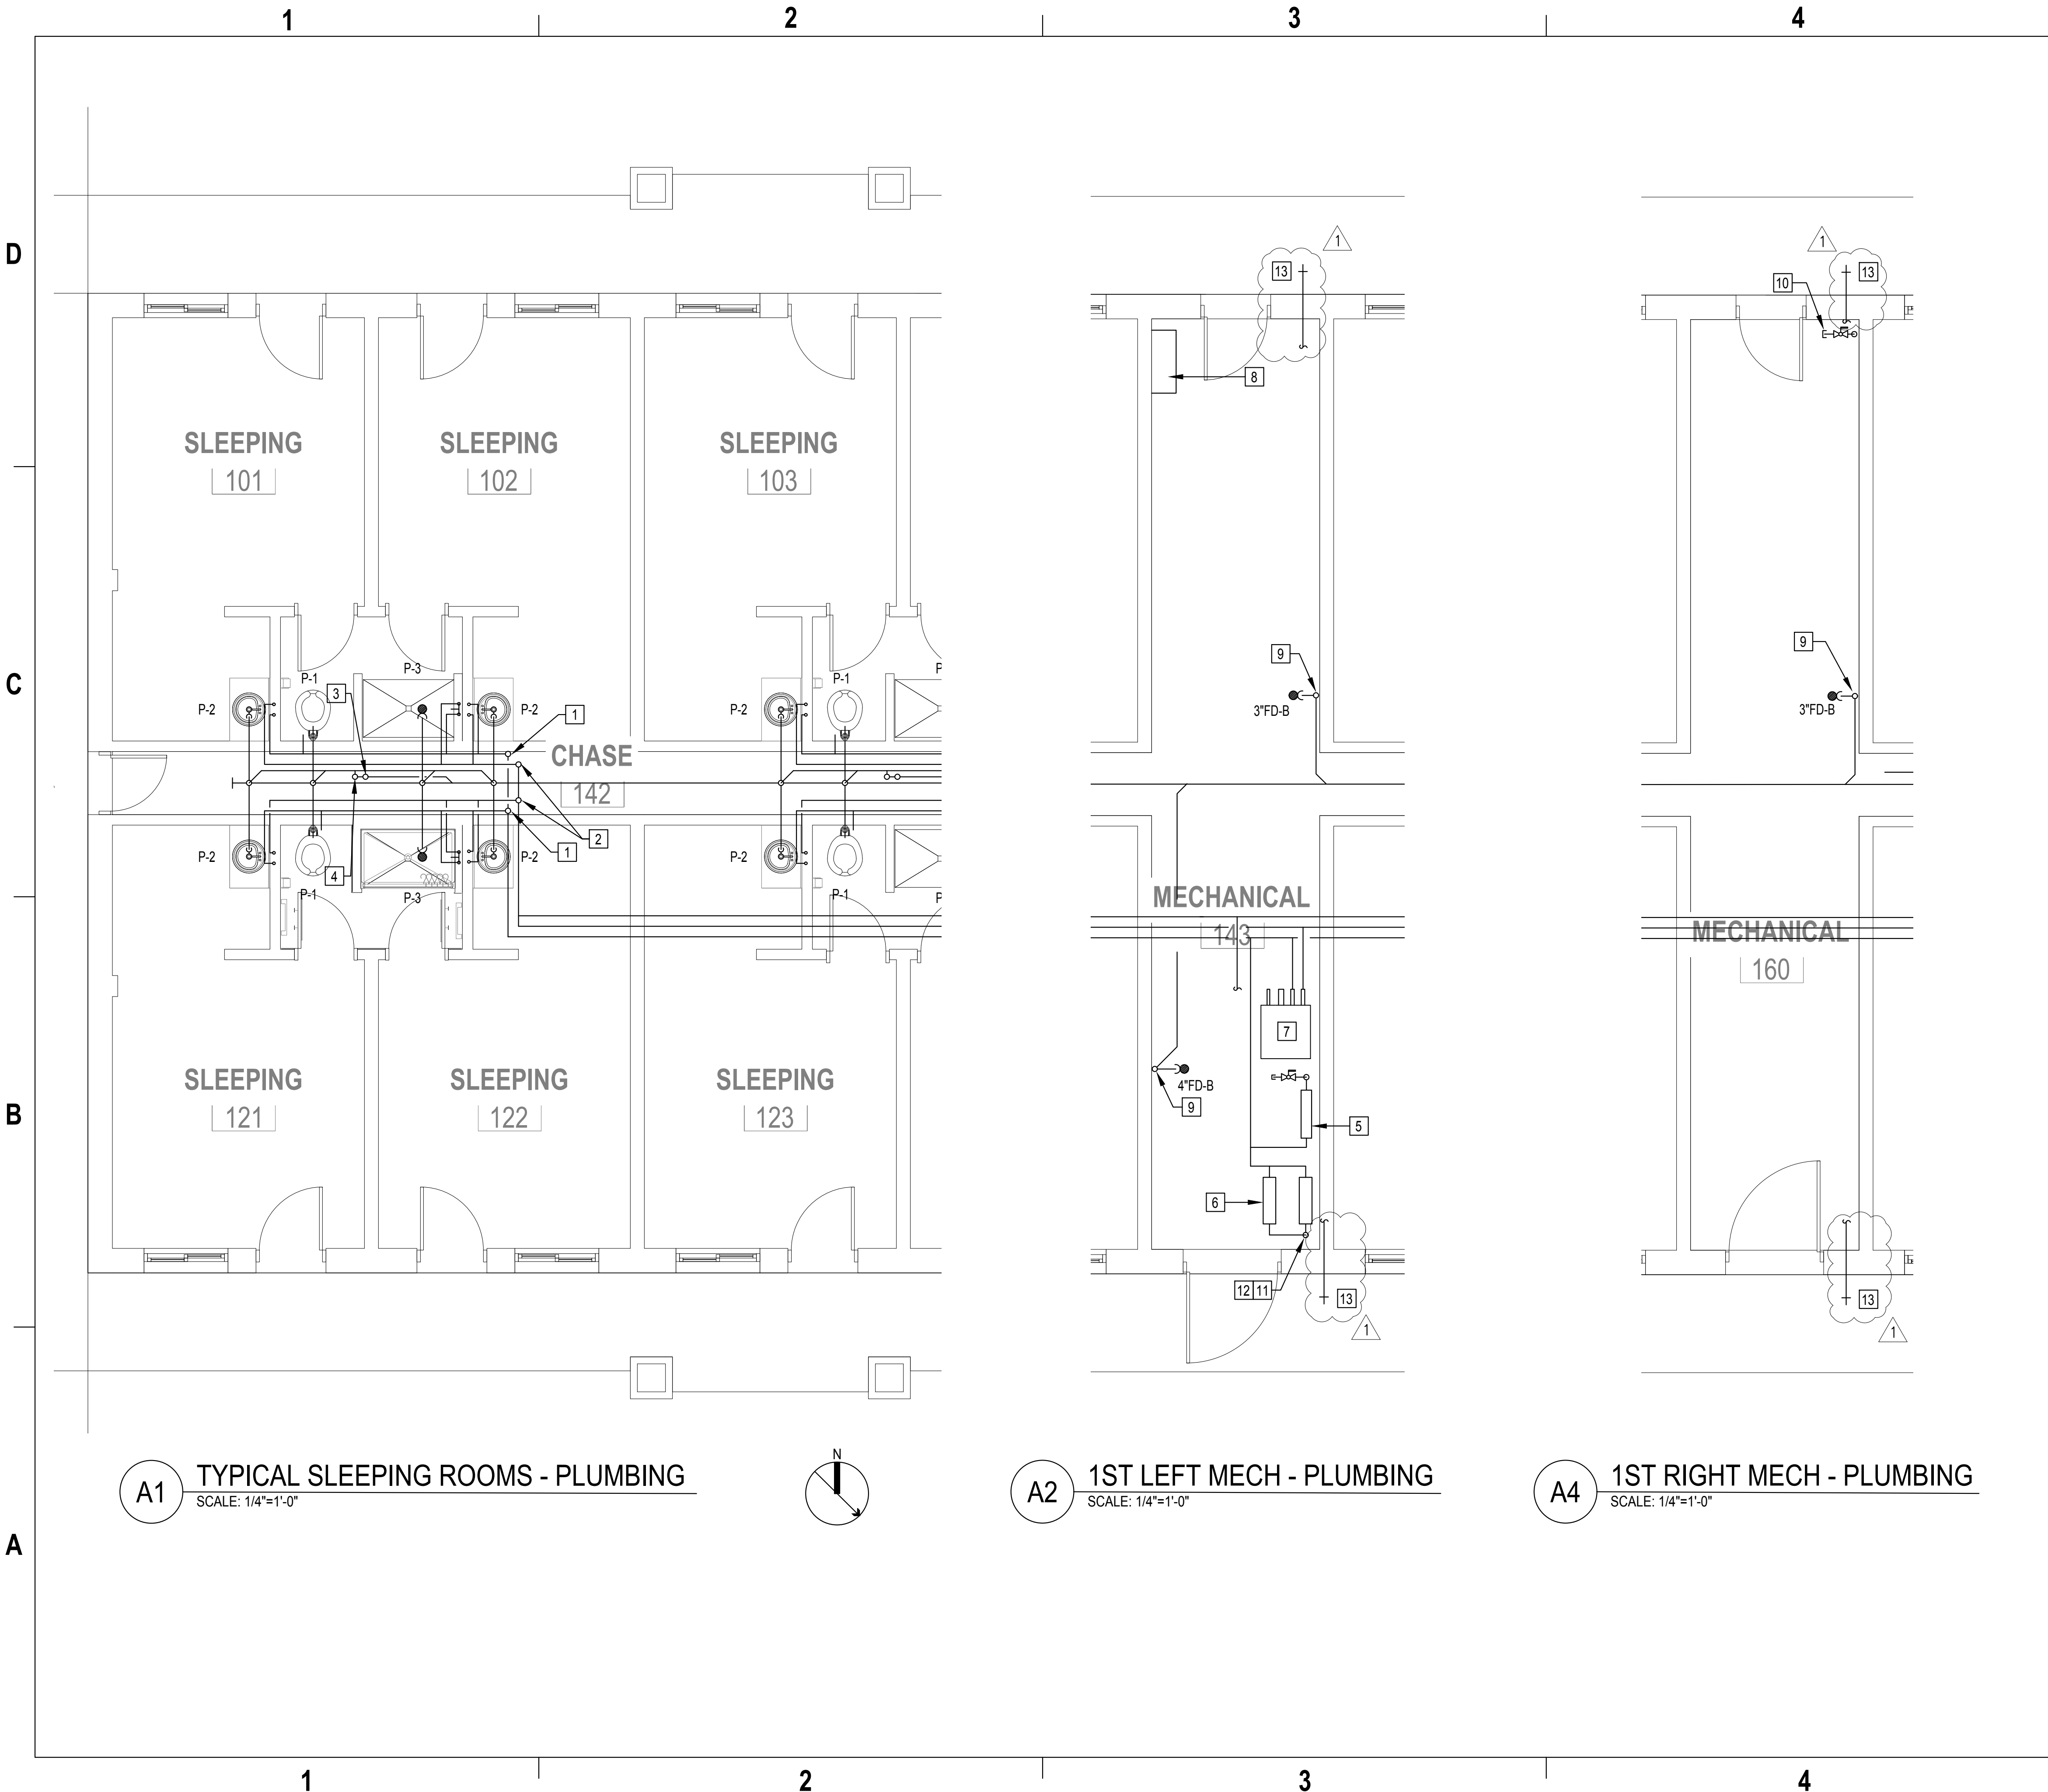 1 2 3 4
D
C
B
A
1 1
13 13
10
8
SLEEPING SLEEPING SLEEPING
101 102 103
9 9
P-3
P-1 P-1 P
3
P-2 P-2 P-2
3"FD-B 3"FD-B
1
CHASE
142
2
1
P-2 P-2 P-2
4
P-1 P-3 P-1 P
MECHANICAL
143
MECHANICAL
160
7
SLEEPING SLEEPING SLEEPING
121 122 123
4"FD-B
9
5
6
12 11
13 13
1 1
N
A1 TYPICAL SLEEPING ROOMS - PLUMBING
SCALE: 1/4"=1'-0"
A2 1ST LEFT MECH - PLUMBING
SCALE: 1/4"=1'-0"
A4 1ST RIGHT MECH - PLUMBING
SCALE: 1/4"=1'-0"
1 2 3 4